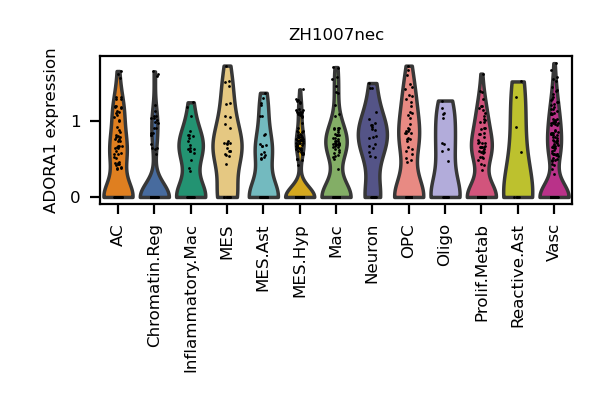 ZH1007nec
ADORA1 expression
1
0
AC
Chromatin.Reg
Inflammatory.Mac
MES
MES.Ast
MES.Hyp
Mac
Neuron
OPC
Oligo
Prolif.Metab
Reactive.Ast
Vasc